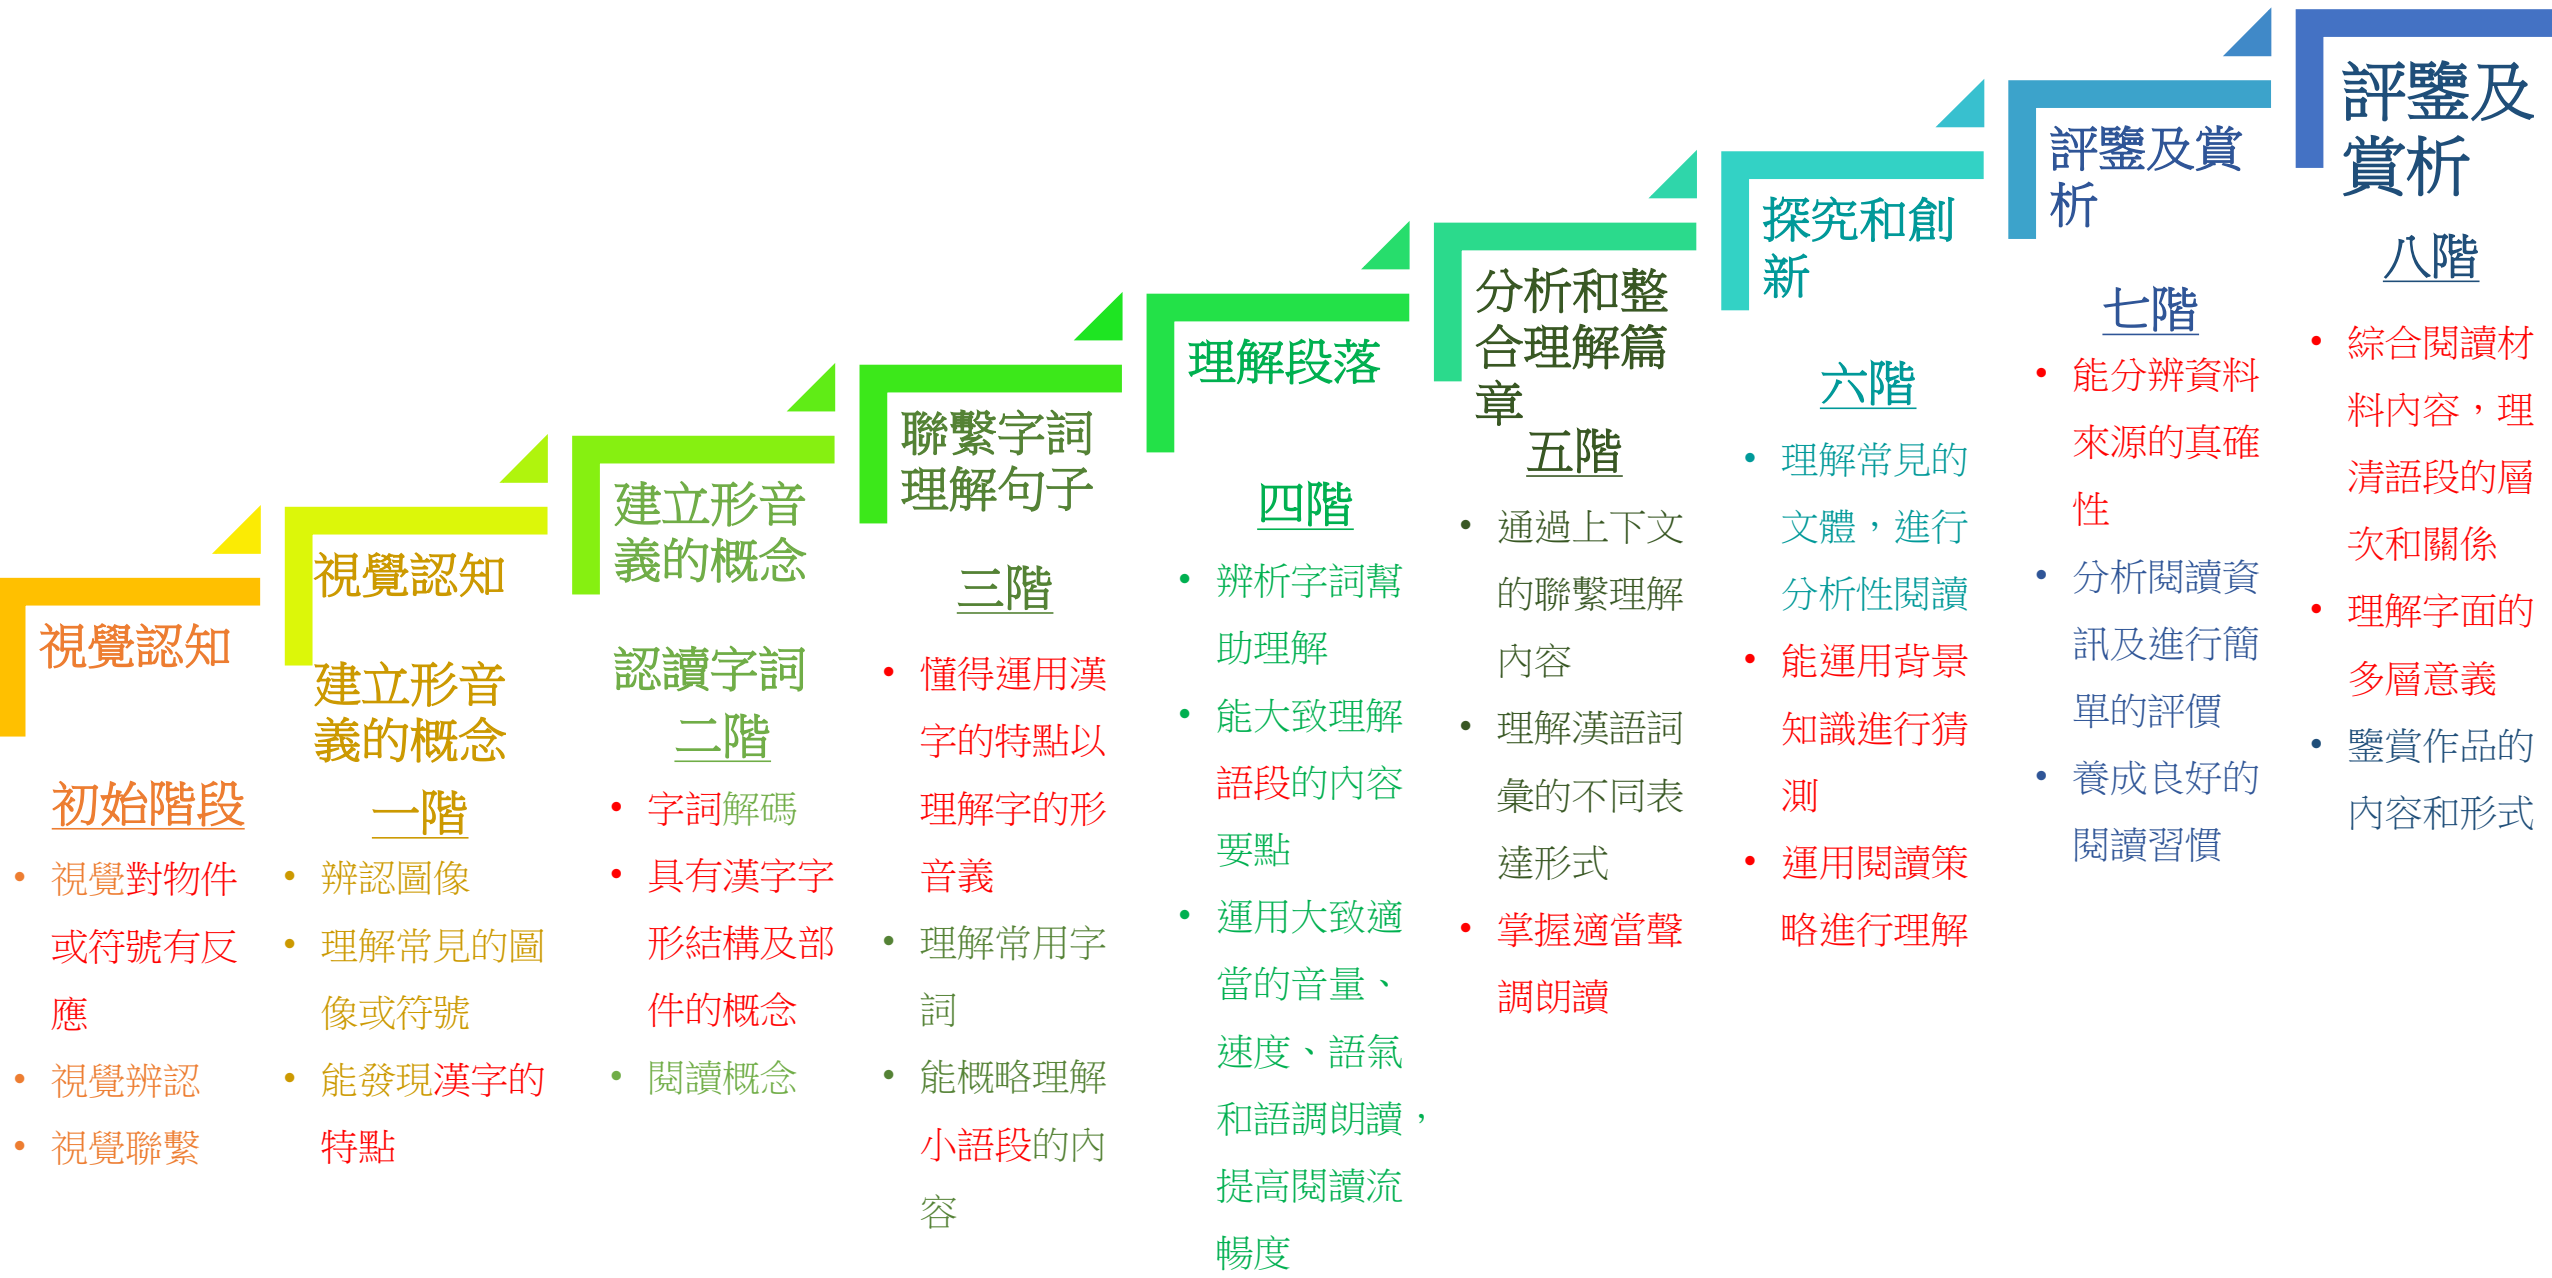 視覺認知
初始階段
視覺對物件
或符號有反
應
視覺辨認
視覺聯繫
視覺認知
建立形音
義的概念
一階
辨認圖像
理解常見的圖
像或符號
能發現漢字的
特點
建立形音
義的概念
認讀字詞
二階
字詞解碼
具有漢字字
形結構及部
件的概念
閱讀概念
聯繫字詞
理解句子
三階
懂得運用漢
字的特點以
理解字的形
音義
理解常用字
詞
能概略理解
小語段的內
容
理解段落
四階
辨析字詞幫
助理解
能大致理解
語段的內容
要點
運用大致適
當的音量、
速度、語氣
和語調朗讀，
提高閱讀流
暢度
分析和整
合理解篇
章
五階
通過上下文
的聯繫理解
內容
理解漢語詞
彙的不同表
達形式
掌握適當聲
調朗讀
探究和創
新
六階
理解常見的
文體，進行
分析性閱讀
能運用背景
知識進行猜
測
運用閱讀策
略進行理解
評鑒及賞
析
七階
能分辨資料
來源的真確
性
分析閱讀資
訊及進行簡
單的評價
養成良好的
閱讀習慣
評鑒及
賞析
八階
綜合閱讀材
料內容，理
清語段的層
次和關係
理解字面的
多層意義
鑒賞作品的
內容和形式